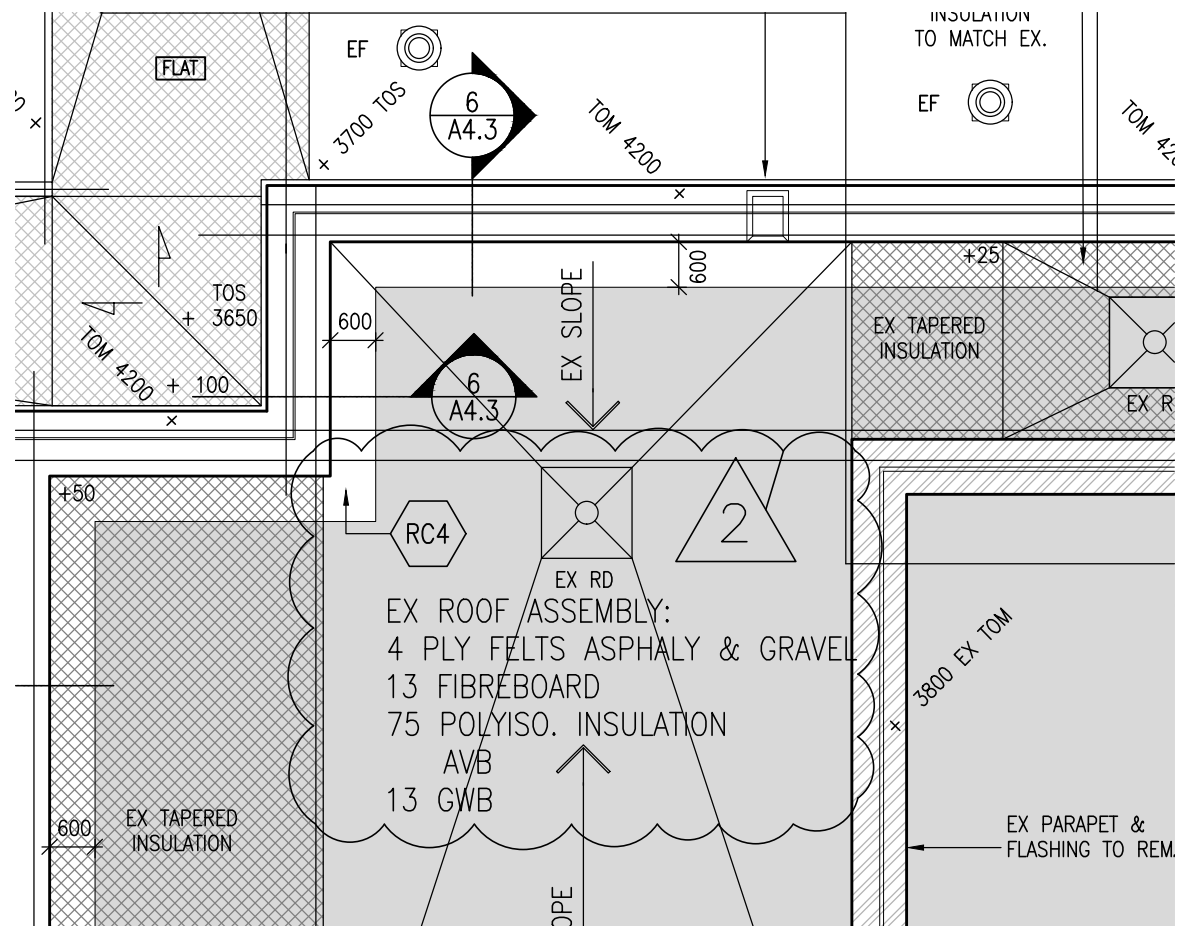 INSULATION
TO MATCH EX.
EF
FLAT
6
A4.3
+ 3700 TOS
TOM 4200
EF
TOM
+25
600
TOS
+ 3650
TOM 4200
+ 100
600
EX SLOPE
EX TAPERED
INSULATION
6
A4.3
EX
+50
RC4
2
EX RD
EX ROOF ASSEMBLY:
4 PLY FELTS ASPHALY & GRAVEL
13 FIBREBOARD
75 POLYISO. INSULATION
AVB
13 GWB
3800 EX TOM
600
EX TAPERED
INSULATION
EX PARAPET &
FLASHING TO